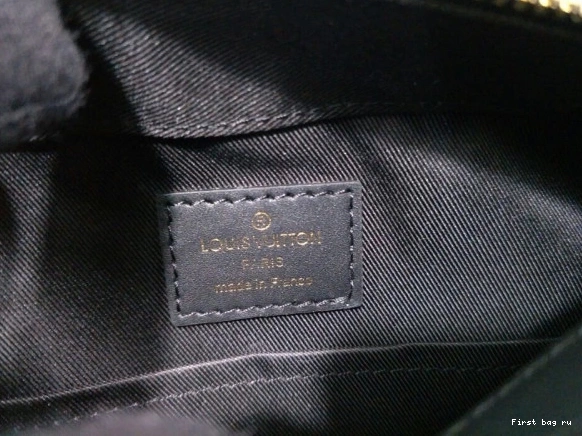 ®
LOUIS VUITTON
PARIS
made in France
First bag ru